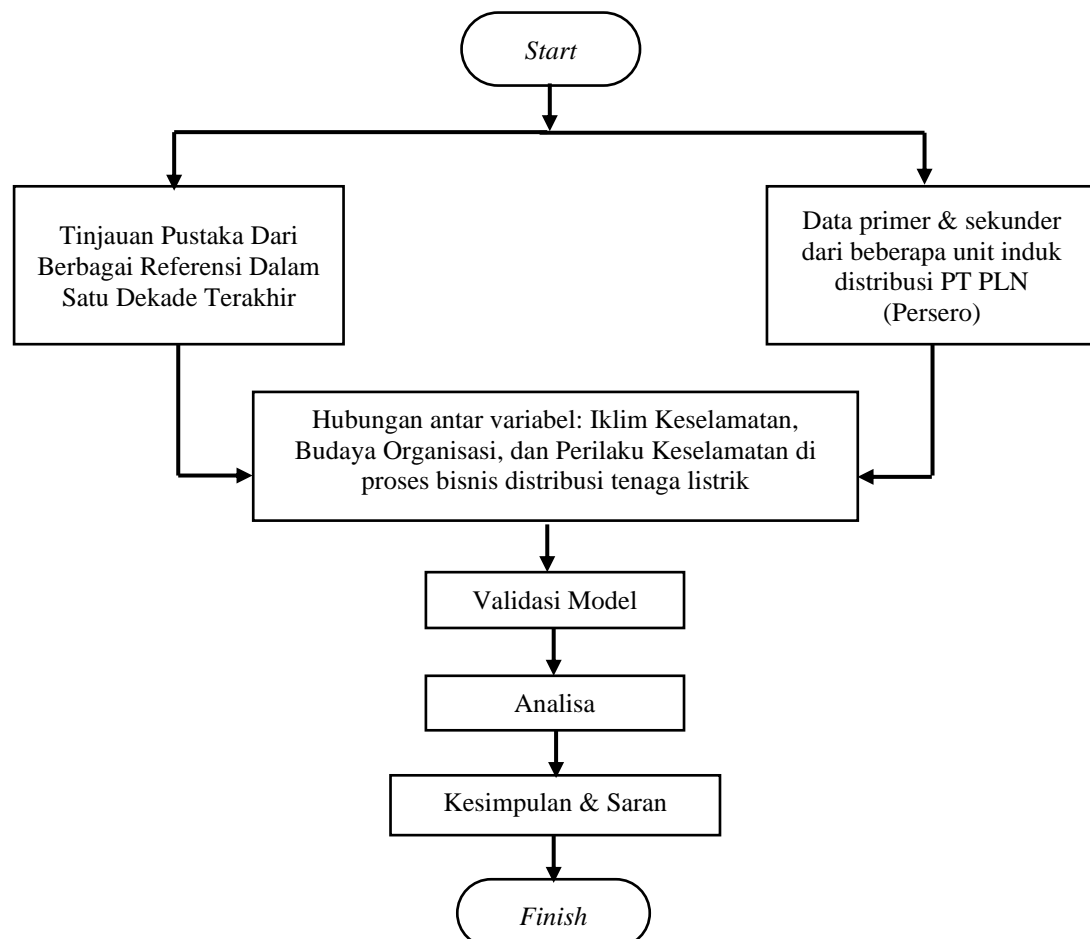 Start
Tinjauan Pustaka Dari
Berbagai Referensi Dalam
Satu Dekade Terakhir
Data primer & sekunder
dari beberapa unit induk
distribusi PT PLN
(Persero)
Hubungan antar variabel: Iklim Keselamatan,
Budaya Organisasi, dan Perilaku Keselamatan di
proses bisnis distribusi tenaga listrik
Validasi Model
Analisa
Kesimpulan & Saran
Finish